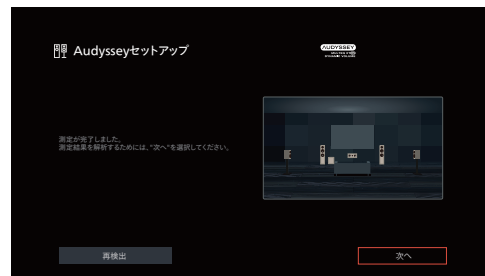 Audysseyセットアップ
AUDYSSEY
DYNAMIC VOLUME
測定が完了しました。
測定結果を解析するためには、"次へ"を選択してください。
再検出
次へ